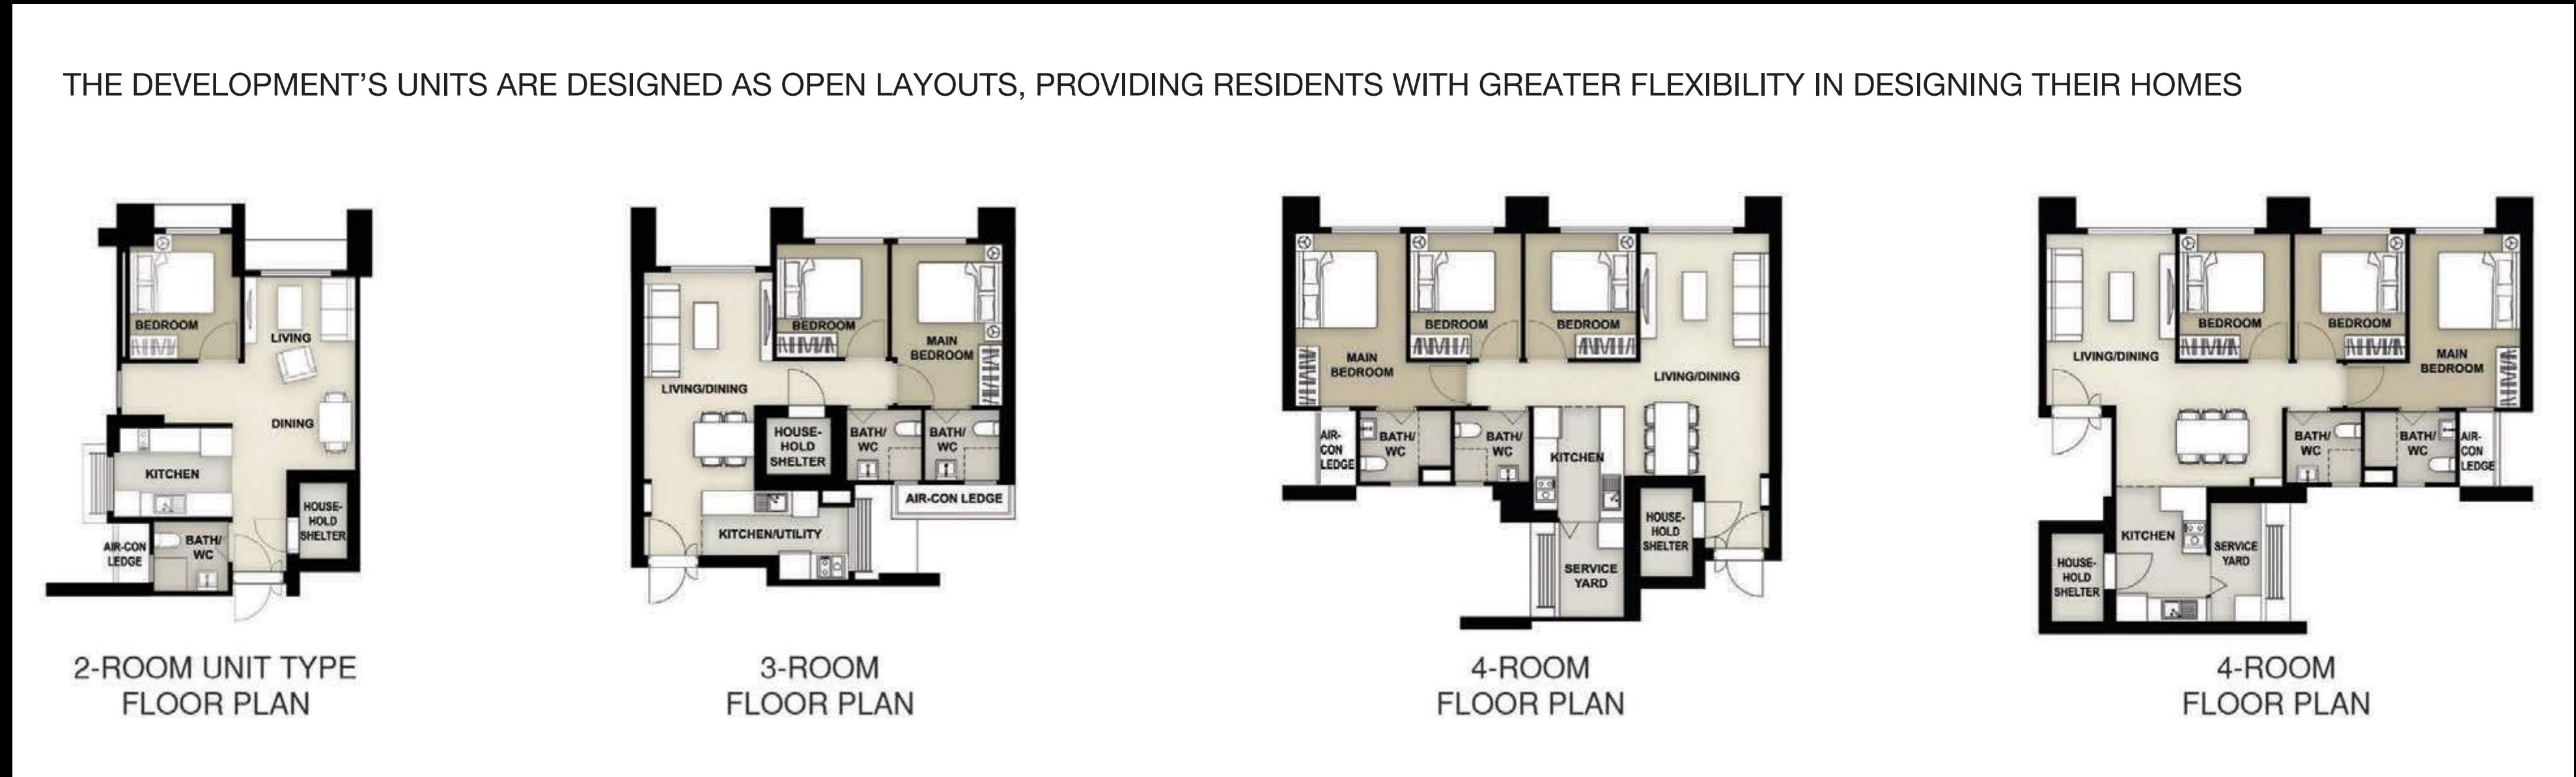 THE DEVELOPMENT'S UNITS ARE DESIGNED AS OPEN LAYOUTS, PROVIDING RESIDENTS WITH GREATER FLEXIBILITY IN DESIGNING THEIR HOMES
BEDROOM
LIVING
DINING
KITCHEN
HOUSE-
HOLD
SHELTER
AIR-CON
LEDGE
BATH/
WC
2-ROOM UNIT TYPE
FLOOR PLAN
BEDROOM
MAIN
BEDROOM
LIVING/DINING
HOUSE-
HOLD
SHELTER
BATH/
WC
BATH/
WC
AIR-CON LEDGE
KITCHEN/UTILITY
3-ROOM
FLOOR PLAN
BEDROOM
BEDROOM
MAIN
BEDROOM
LIVING/DINING
AIR-
CON
LEDGE
BATH/
WC
BATH/
WC
KITCHEN
HOUSE-
HOLD
SHELTER
SERVICE
YARD
4-ROOM
FLOOR PLAN
BEDROOM
BEDROOM
LIVING/DINING
MAIN
BEDROOM
BATH/
WC
BATH/
WC
AIR-
CON
LEDGE
KITCHEN
SERVICE
YARD
HOUSE-
HOLD
SHELTER
4-ROOM
FLOOR PLAN